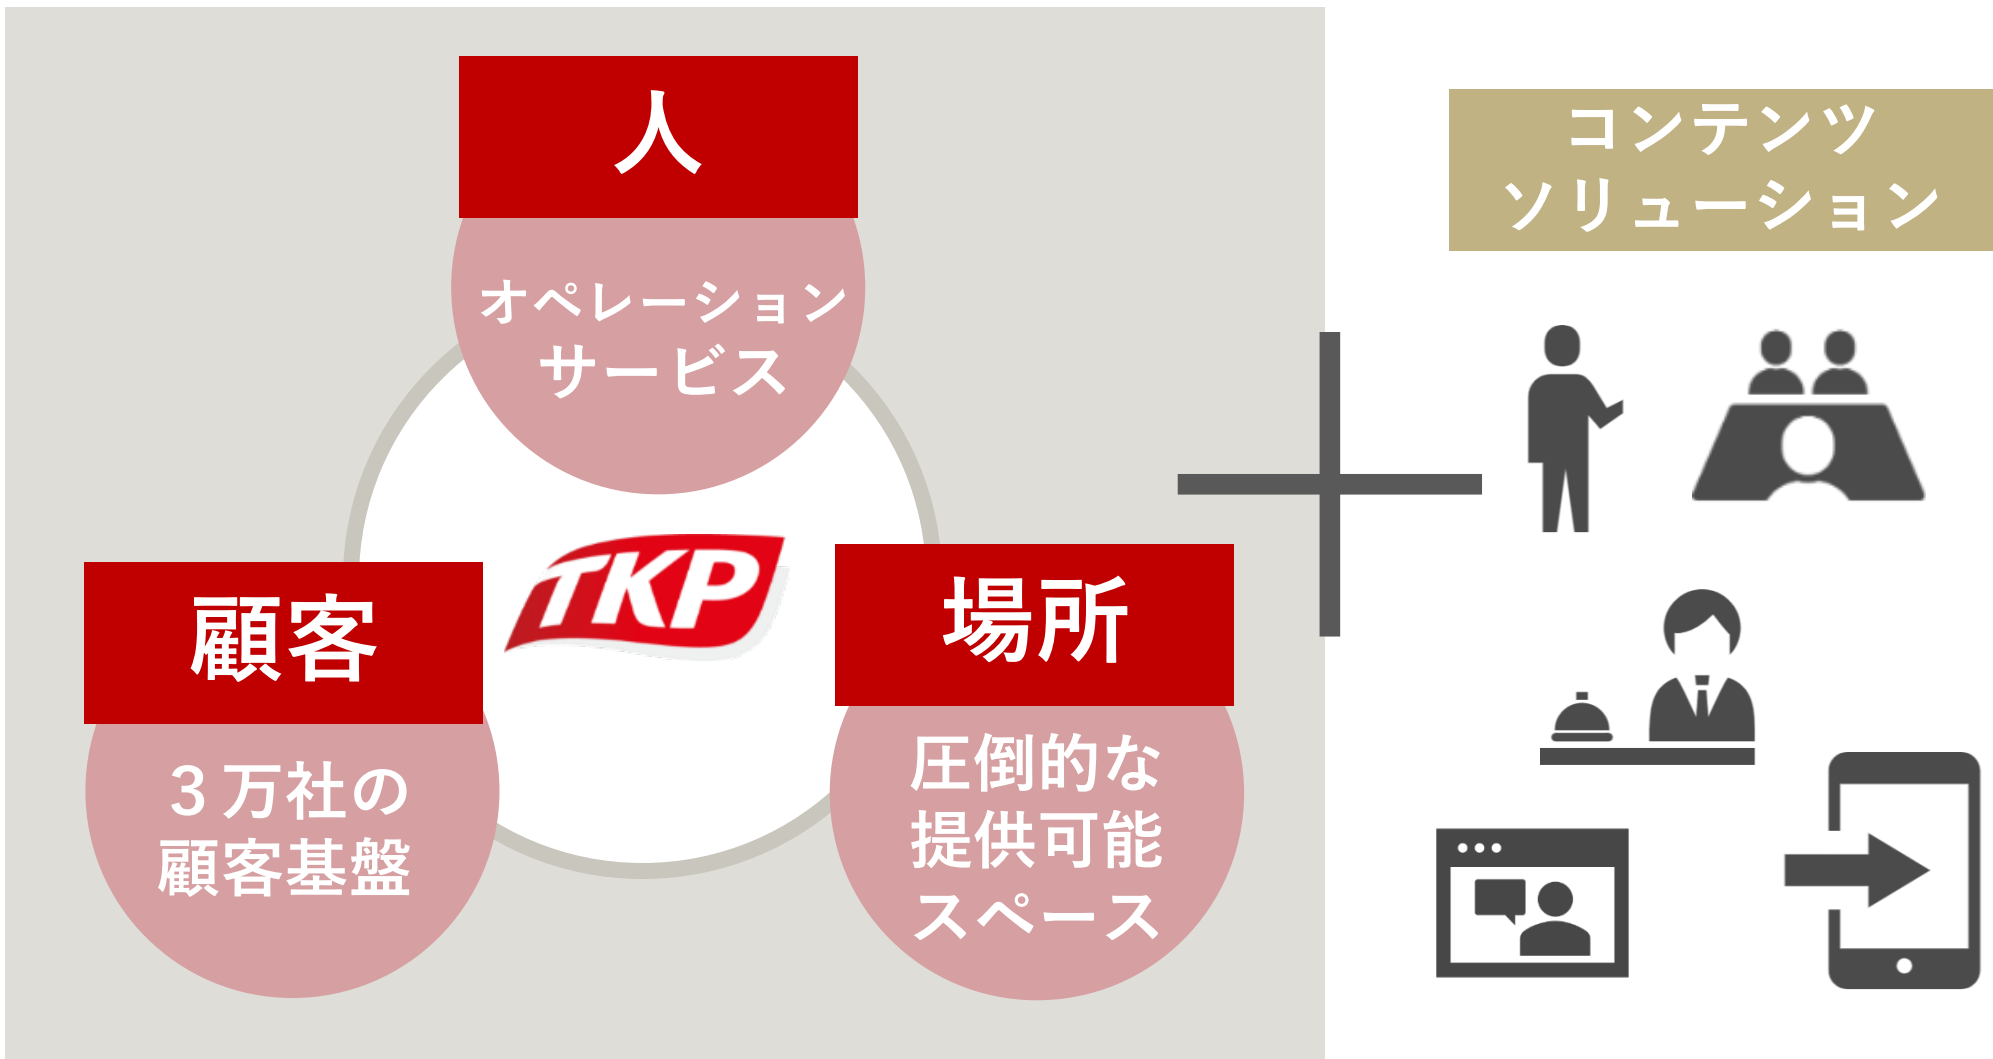 人
オペレーション
サービス
TKP
顧客
３万社の
顧客基盤
場所
圧倒的な
提供可能
スペース
コンテンツ
ソリューション